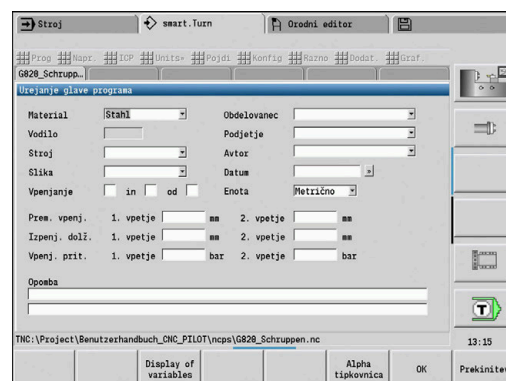 Stroj smart.Turn Orodni editor
Prog Napr. ICP Units» Pojdi Konfig Razno Dodat. Graf.
G820_Schrupp…
Urejanje glave programa
Material Stahl Obdelovanec
Vodilo Podjetje
Stroj Avtor
Slika Datum »
Vpenjanje in od Enota Metrično
Prem. vpenj. 1. vpetje mm 2. vpetje mm
Izpenj. dolž. 1. vpetje mm 2. vpetje mm
Vpenj. prit. 1. vpetje bar 2. vpetje bar
Opomba
TNC:\Project\Benutzerhandbuch_CNC_PILOT\ncps\G820_Schruppen.nc
T
13:15
Display of variables Alpha tipkovnica OK Prekinitev